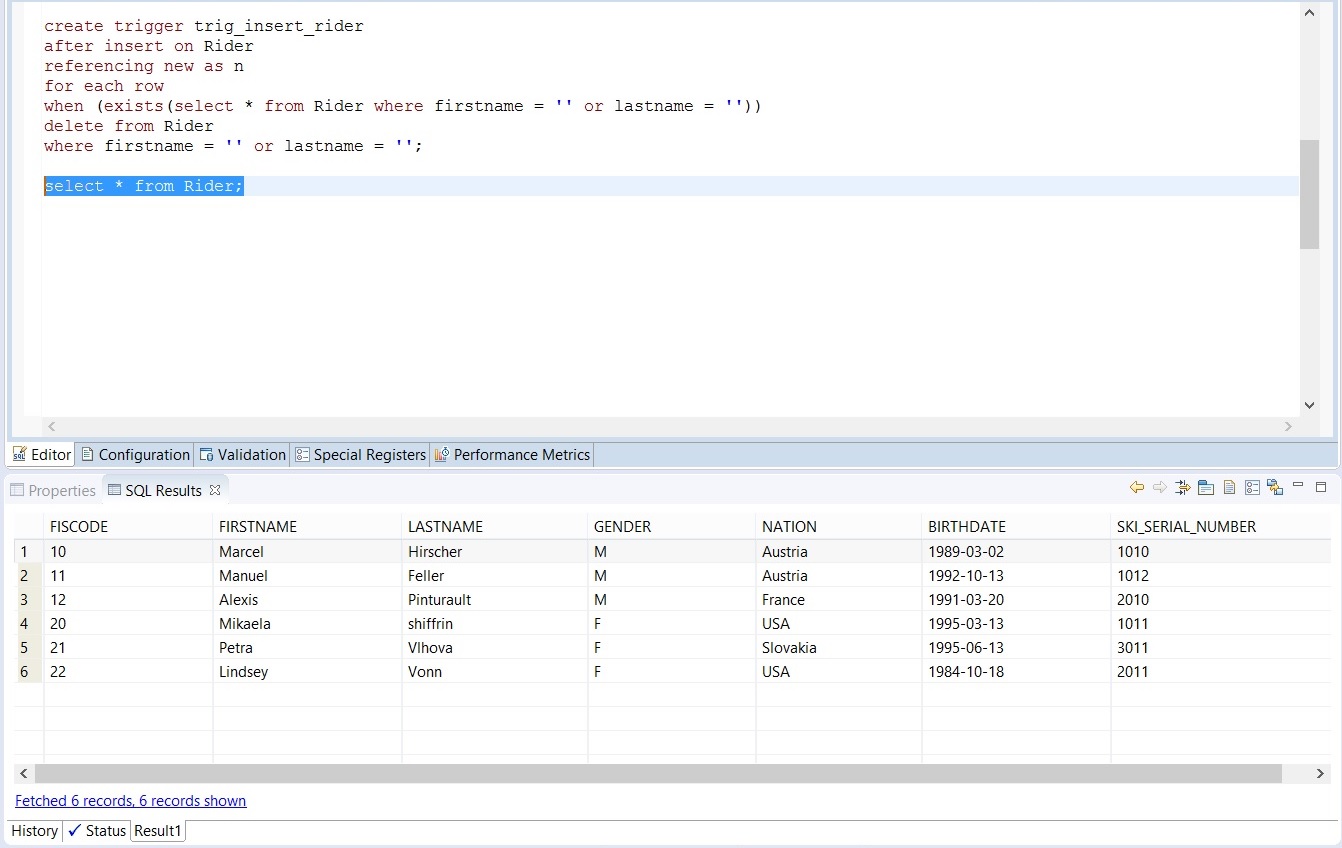 create trigger trig_insert_rider
after insert on Rider
referencing new as n
for each row
when (exists(select * from Rider where firstname = '' or lastname = ''))
delete from Rider
where firstname = '' or lastname = '';
select * from Rider;
Editor Configuration Validation Special Registers Performance Metrics
Properties SQL Results
FISCODE FIRSTNAME LASTNAME GENDER NATION BIRTHDATE SKI_SERIAL_NUMBER
1 10 Marcel Hirscher M Austria 1989-03-02 1010
2 11 Manuel Feller M Austria 1992-10-13 1012
3 12 Alexis Pinturault M France 1991-03-20 2010
4 20 Mikaela shiffrin F USA 1995-03-13 1011
5 21 Petra Vlhova F Slovakia 1995-06-13 3011
6 22 Lindsey Vonn F USA 1984-10-18 2011
Fetched 6 records, 6 records shown
History Status Result1